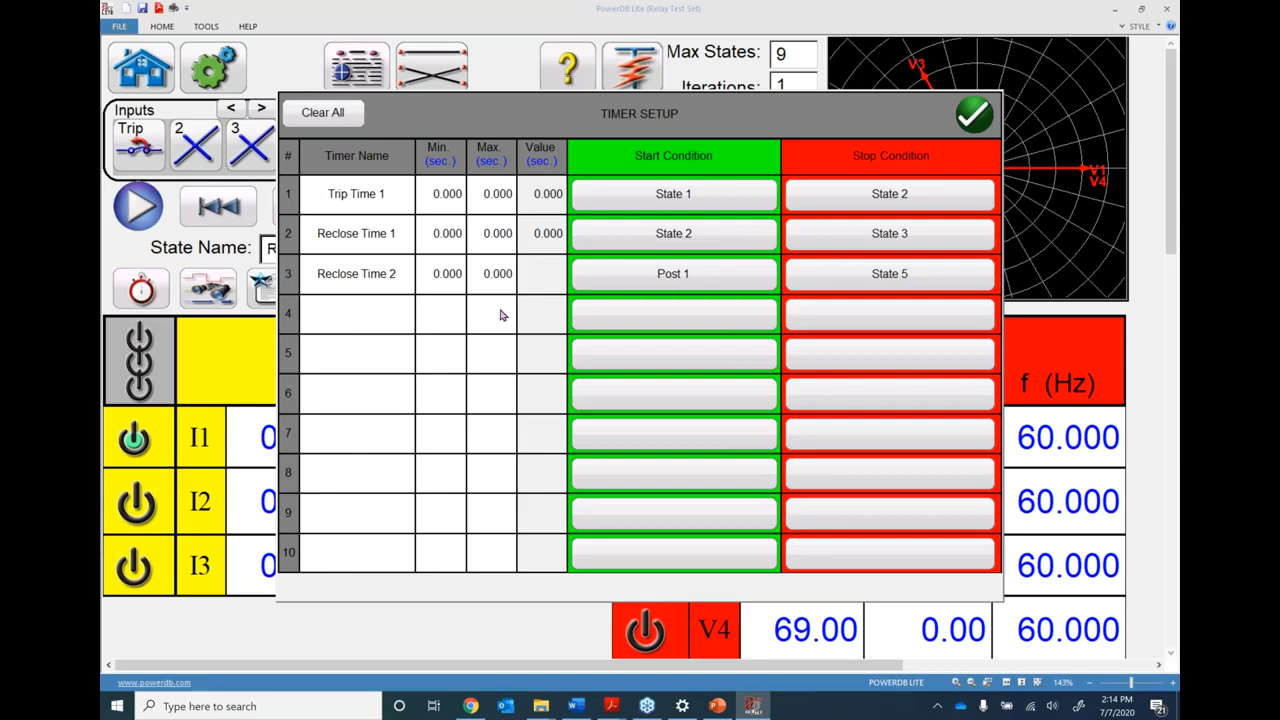 PowerDB Lite (Relay Test Set)
FILE
HOME
TOOLS
HELP
STYLE
Max States:
9
Iterations:
1
V3
V1
V4
Inputs
<
>
Trip
2
3
State Name:
Clear All
TIMER SETUP
#
Timer Name
Min.
(sec.)
Max.
(sec.)
Value
(sec.)
Start Condition
Stop Condition
1
Trip Time 1
0.000
0.000
0.000
State 1
State 2
2
Reclose Time 1
0.000
0.000
0.000
State 2
State 3
3
Reclose Time 2
0.000
0.000
Post 1
State 5
4
5
6
7
8
9
10
f (Hz)
I1
60.000
I2
60.000
I3
60.000
V4
69.00
0.00
60.000
www.powerdb.com
POWERDB LITE
143%
Type here to search
2:14 PM
7/7/2020
21